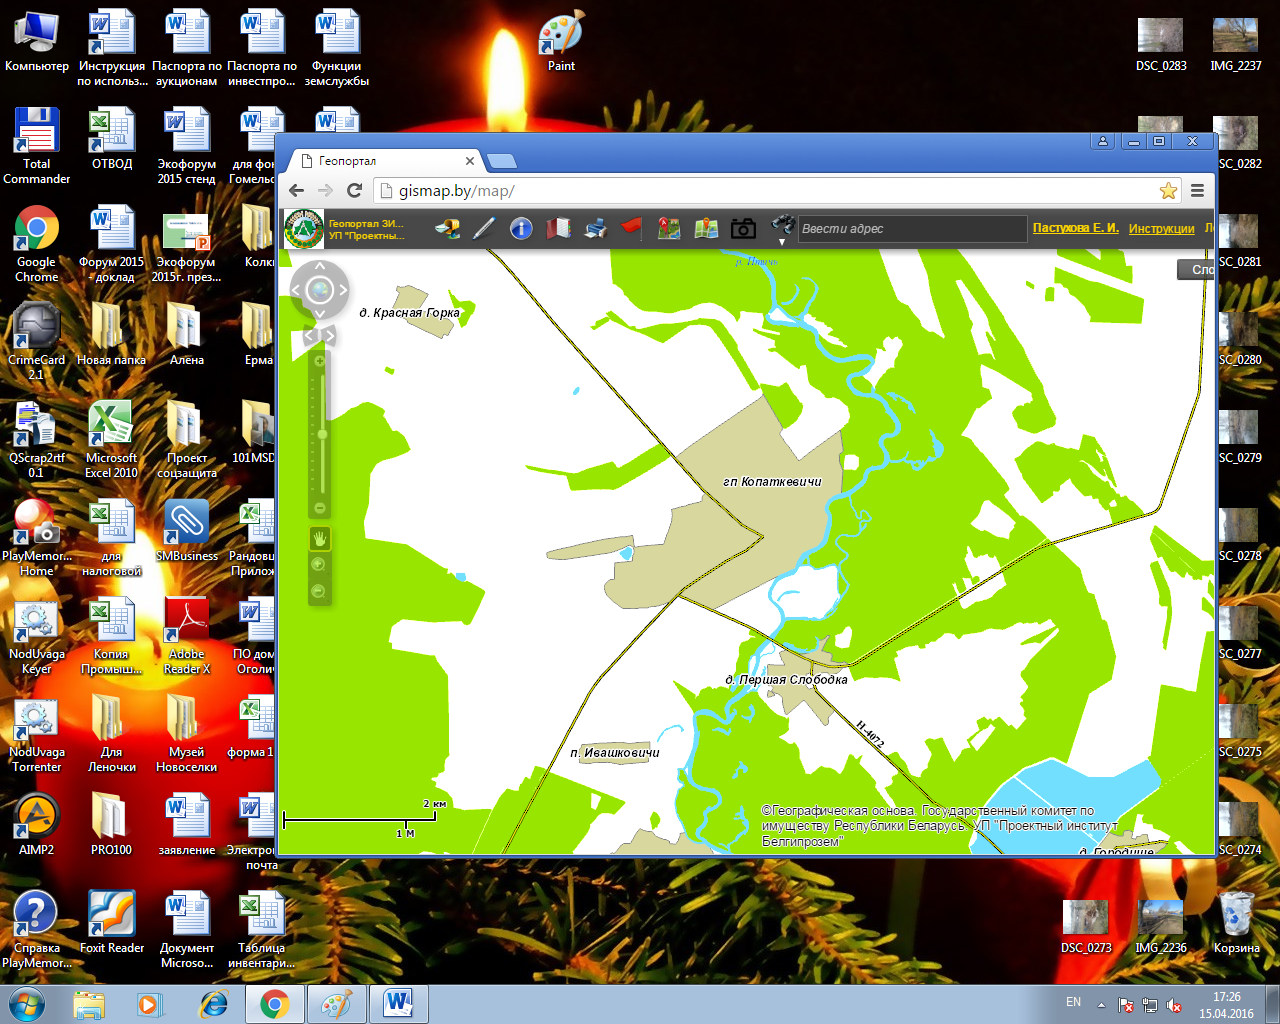 Компьютер
Инструкция
по использ...
Паспорта по
аукционам
Паспорта по
инвестпро...
Функции
землслужбы
Paint
DSC_0283
IMG_2237
Total
Commander
ОТВОД
Экофорум
2015 стенд
для фон
Гомельс
SC_0282
Google
Chrome
Форум 2015
- доклад
Экофорум
2015г. през...
Колк
SC_0281
CrimeCard
2.1
Новая папка
Алёна
Ерма
SC_0280
QScrap2rtf
0.1
Microsoft
Excel 2010
Проект
соцзащита
101MSD
SC_0279
PlayMemor...
Home
для
налоговой
SMBusiness
Рандовц
Прилож
SC_0278
NodUvaga
Keyer
Копия
Промыш...
Adobe
Reader X
ПО дом
Оголич
SC_0277
NodUvaga
Torrenter
Для
Леночки
Музей
Новоселки
форма 1
SC_0275
AIMP2
PRO100
заявление
Электрон
почта
SC_0274
Справка
PlayMemor...
Foxit Reader
Документ
Microso...
Таблица
инвентари...
DSC_0273
IMG_2236
Корзина
Геопортал
gismap.by/map/
Геопортал ЗИ...
УП "Проектны...
Ввести адрес
Пастухова Е. И.
Инструкции
Сло
р. Птичь
д. Красная Горка
гп Копаткевичи
д. Першая Слободка
Н-4072
п. Ивашковичи
2 км
1 М
©Географическая основа. Государственный комитет по
имуществу Республики Беларусь. УП "Проектный институт
Белгипрозем"
д. Городище
EN
17:26
15.04.2016